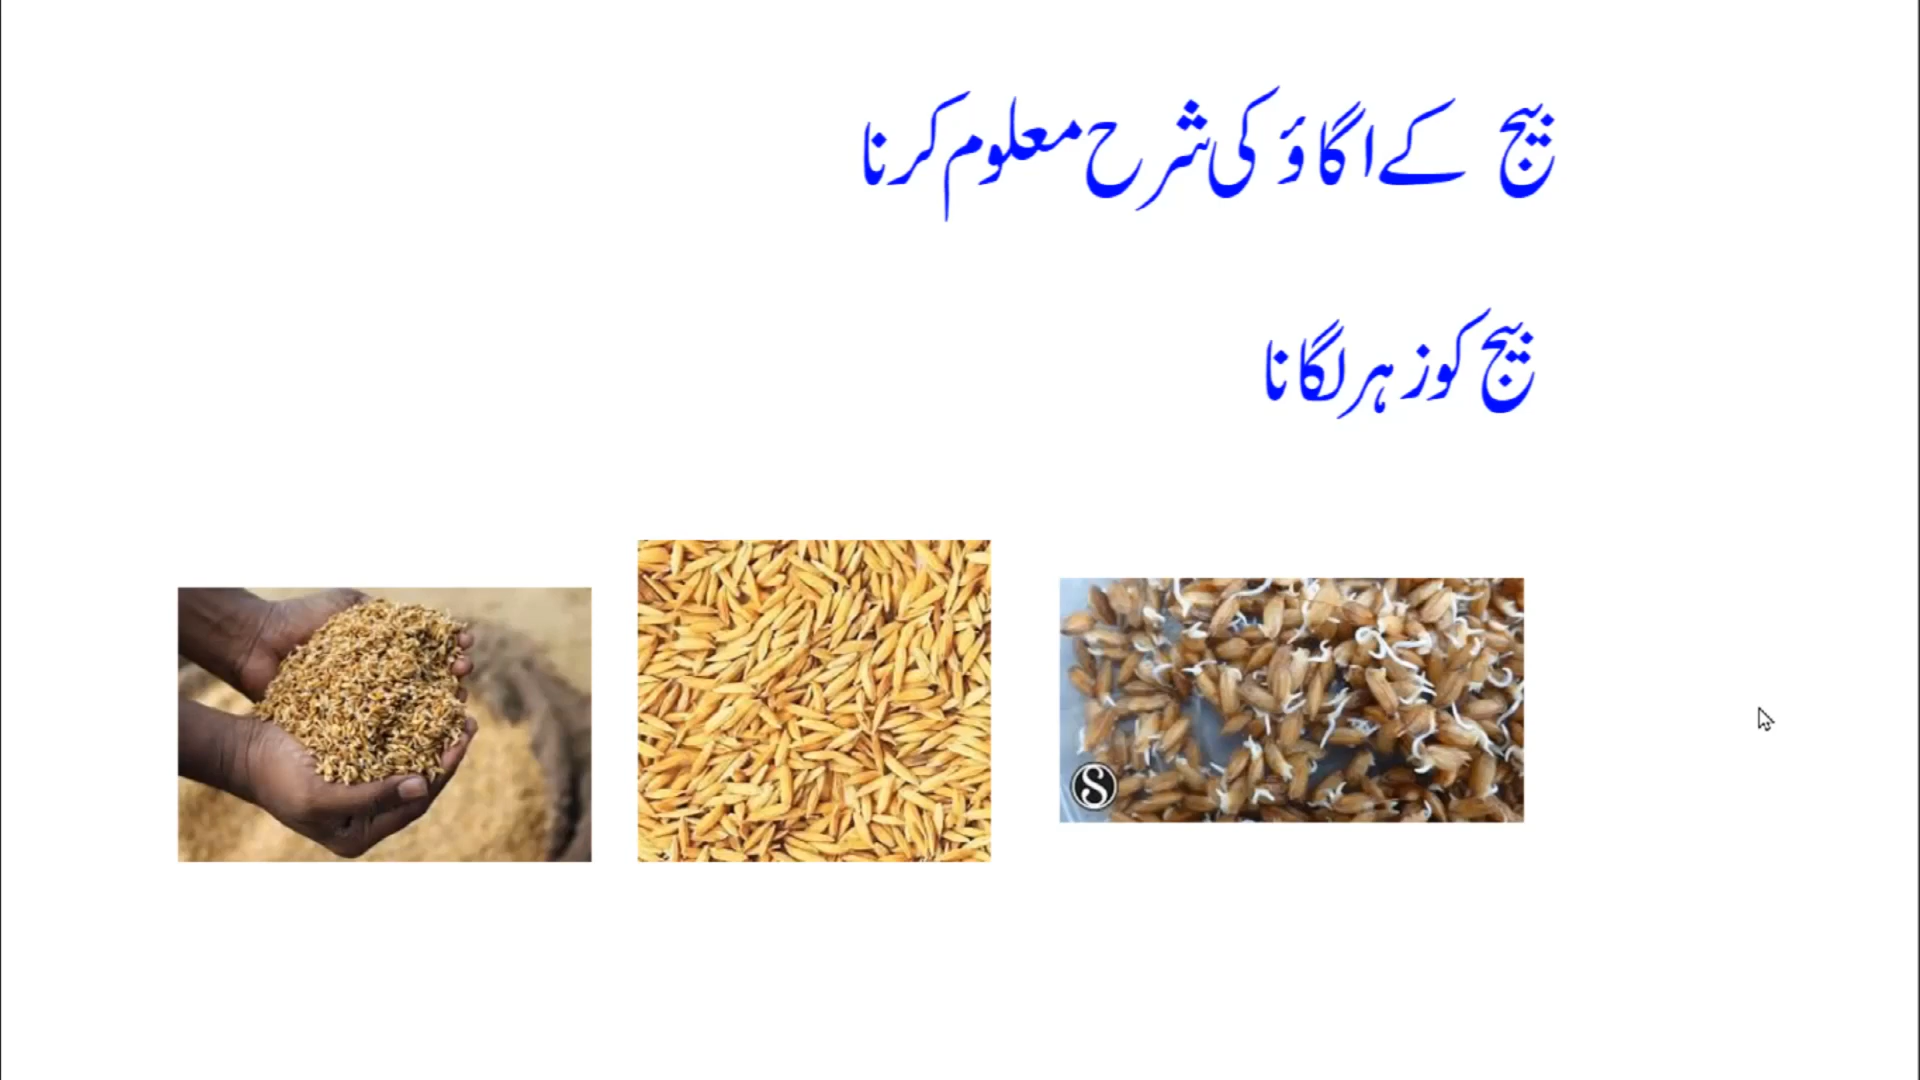 بیج کے اگاؤ کی شرح معلوم کرنا
بیج کو زہر لگانا
S